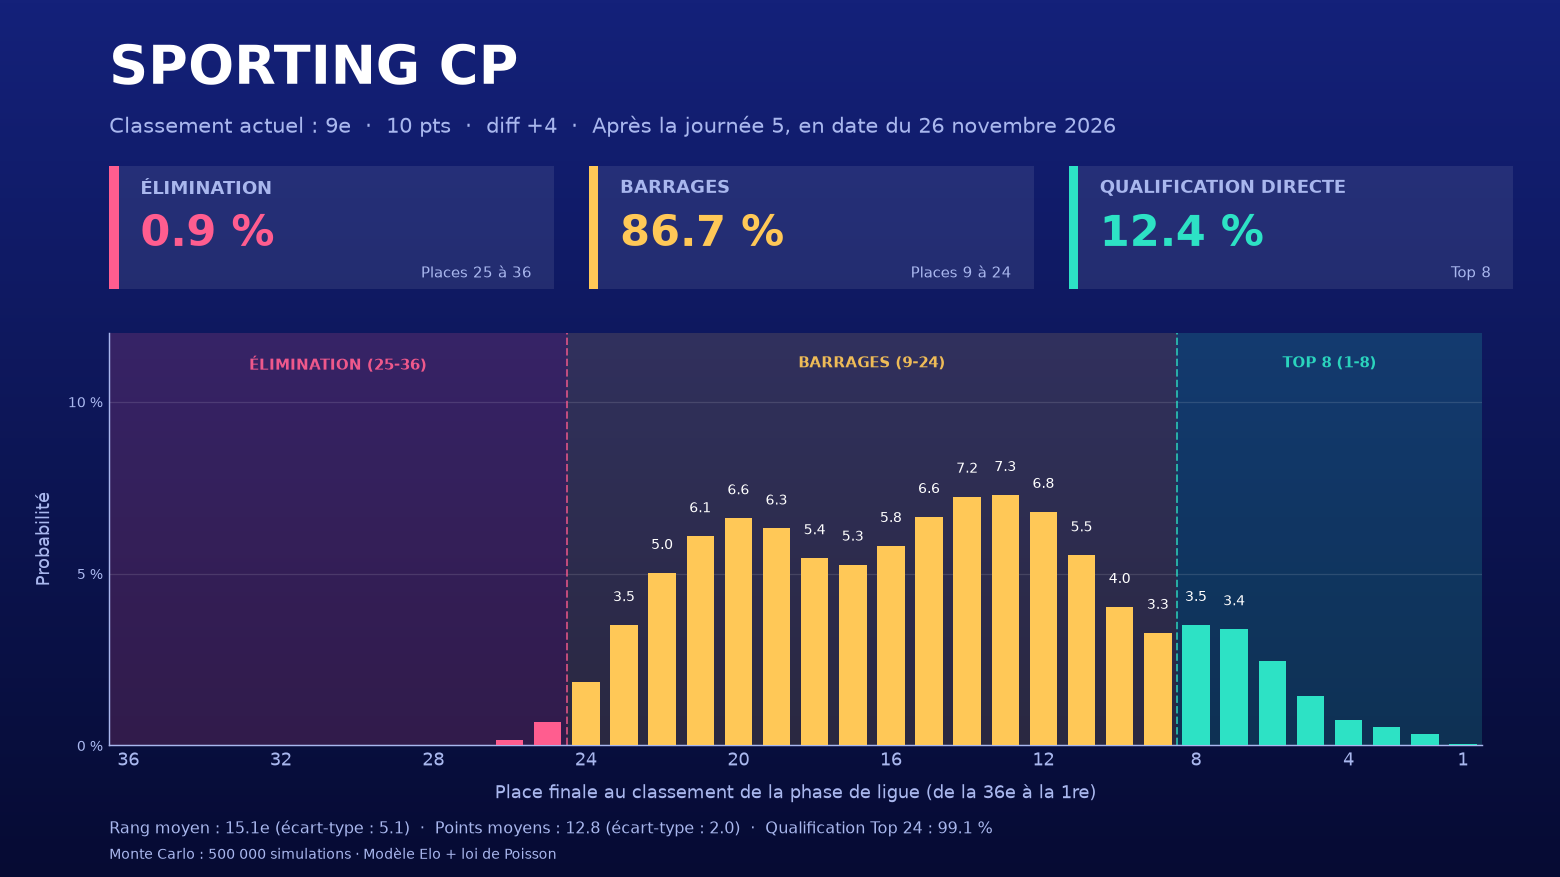 SPORTING CP
Classement actuel : 9e · 10 pts · diff +4 · Après la journée 5, en date du 26 novembre 2026
ÉLIMINATION
0.9 %
Places 25 à 36
BARRAGES
86.7 %
Places 9 à 24
QUALIFICATION DIRECTE
12.4 %
Top 8
ÉLIMINATION (25-36)
BARRAGES (9-24)
TOP 8 (1-8)
Probabilité
10 %
5 %
0 %
3.5
5.0
6.1
6.6
6.3
5.4
5.3
5.8
6.6
7.2
7.3
6.8
5.5
4.0
3.3
3.5
3.4
36 32 28 24 20 16 12 8 4 1
Place finale au classement de la phase de ligue (de la 36e à la 1re)
Rang moyen : 15.1e (écart-type : 5.1) · Points moyens : 12.8 (écart-type : 2.0) · Qualification Top 24 : 99.1 %
Monte Carlo : 500 000 simulations · Modèle Elo + loi de Poisson